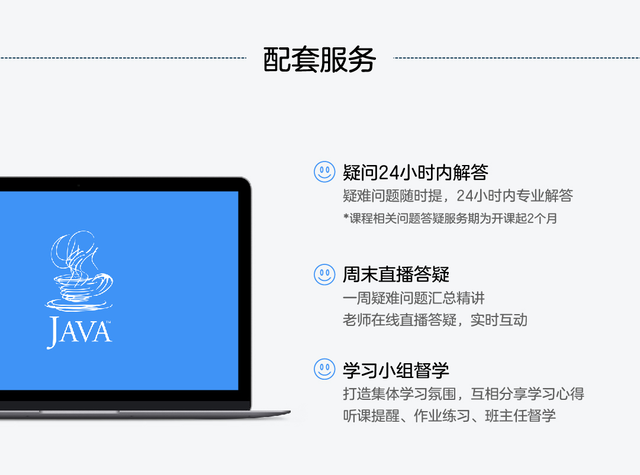 配套服务
疑问24小时内解答
疑难问题随时提，24小时内专业解答
*课程相关问题答疑服务期为开课起2个月
周末直播答疑
一周疑难问题汇总精讲
老师在线直播答疑，实时互动
学习小组督学
打造集体学习氛围，互相分享学习心得
听课提醒、作业练习、班主任督学
JAVA™